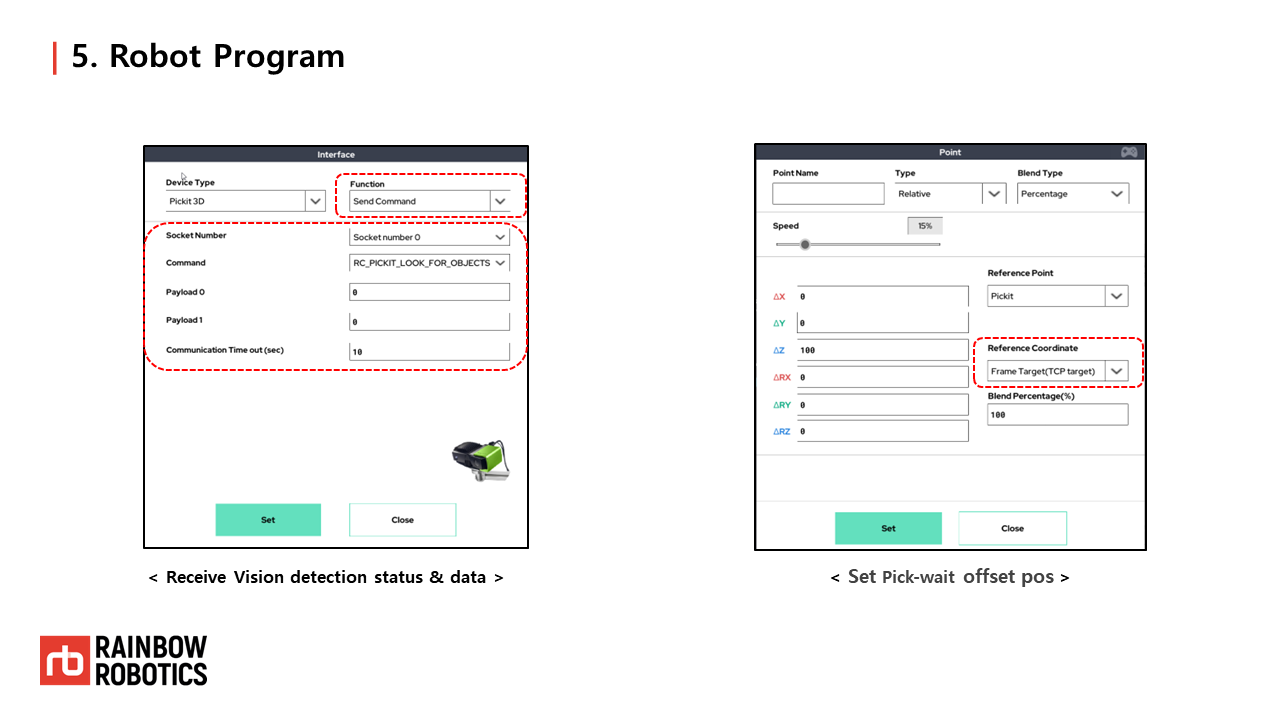 5. Robot Program
Interface
Device Type
Function
Pickit 3D
Send Command
Socket Number
Socket number 0
Command
RC_PICKIT_LOOK_FOR_OBJECTS
Payload 0
0
Payload 1
0
Communication Time out (sec)
10
Set
Close
< Receive Vision detection status & data >
Point
Point Name
Type
Blend Type
Relative
Percentage
Speed
15%
Reference Point
ΔX 0
Pickit
ΔY 0
ΔZ 100
Reference Coordinate
Frame Target(TCP target)
ΔRX 0
Blend Percentage(%)
ΔRY 0
100
ΔRZ 0
Set
Close
< Set Pick-wait offset pos >
rb RAINBOW
ROBOTICS